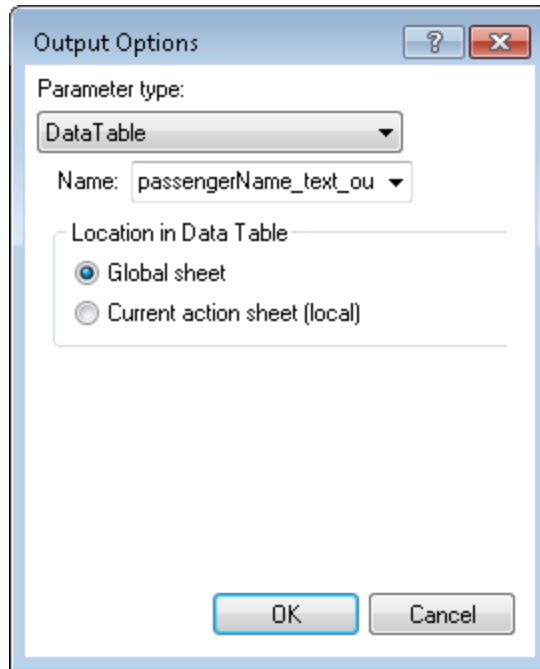 Output Options
?
Parameter type:
DataTable
Name: passengerName_text_ou
Location in Data Table
Global sheet
Current action sheet (local)
OK Cancel